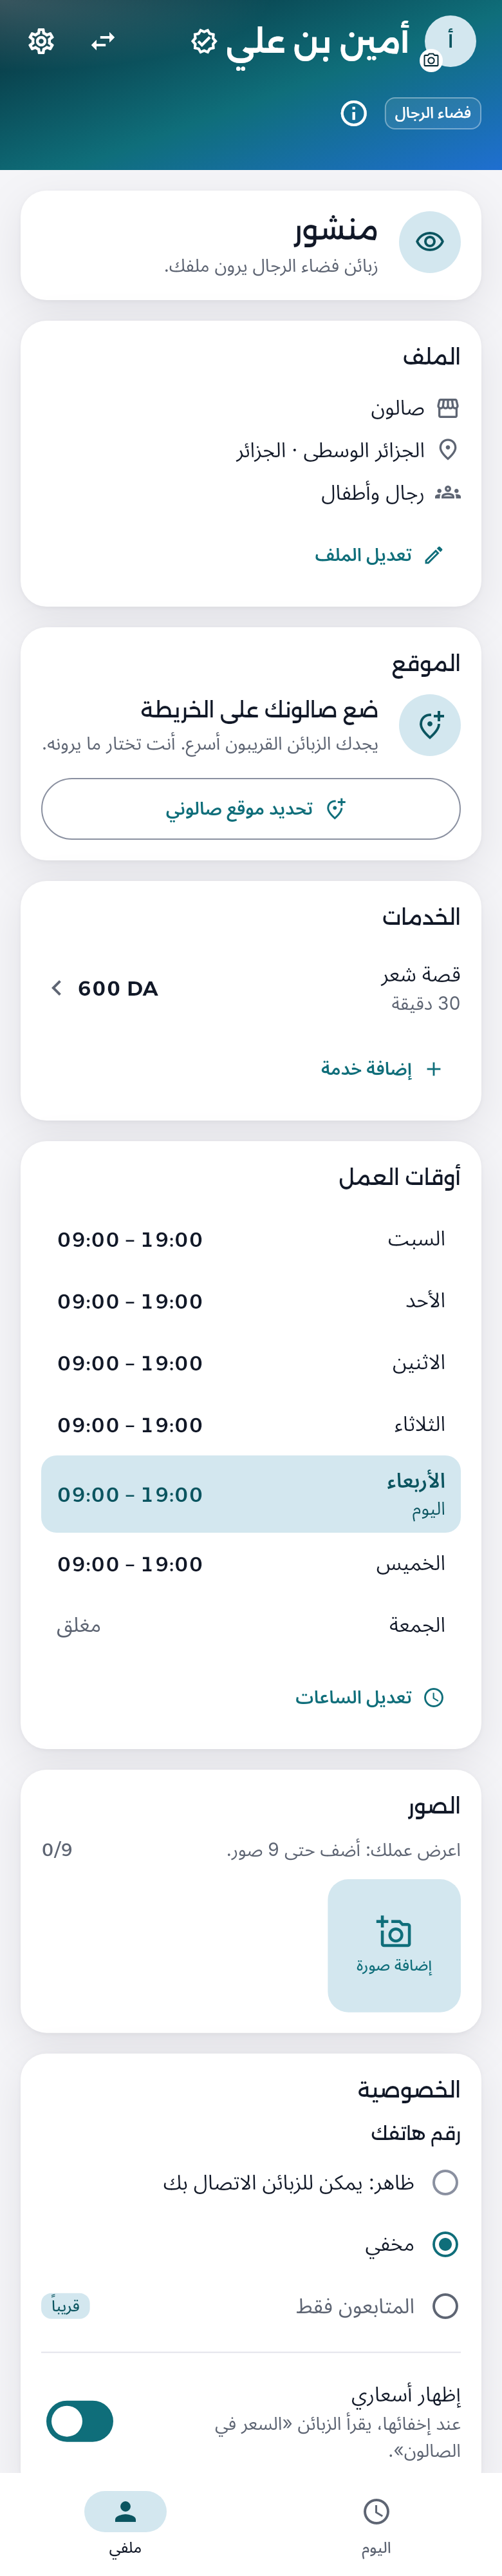 أ
أمين بن علي
فضاء الرجال
منشور
زبائن فضاء الرجال يرون ملفك.
الملف
صالون
الجزائر الوسطى · الجزائر
رجال وأطفال
تعديل الملف
الموقع
ضع صالونك على الخريطة
يجدك الزبائن القريبون أسرع. أنت تختار ما يرونه.
تحديد موقع صالوني
الخدمات
قصة شعر
600 DA
30 دقيقة
إضافة خدمة
أوقات العمل
السبت 09:00 – 19:00
الأحد 09:00 – 19:00
الاثنين 09:00 – 19:00
الثلاثاء 09:00 – 19:00
الأربعاء 09:00 – 19:00
اليوم
الخميس 09:00 – 19:00
الجمعة مغلق
تعديل الساعات
الصور
اعرض عملك: أضف حتى 9 صور. 0/9
إضافة صورة
الخصوصية
رقم هاتفك
ظاهر: يمكن للزبائن الاتصال بك
مخفي
المتابعون فقط قريباً
إظهار أسعاري
عند إخفائها، يقرأ الزبائن «السعر في
الصالون».
اليوم ملفي